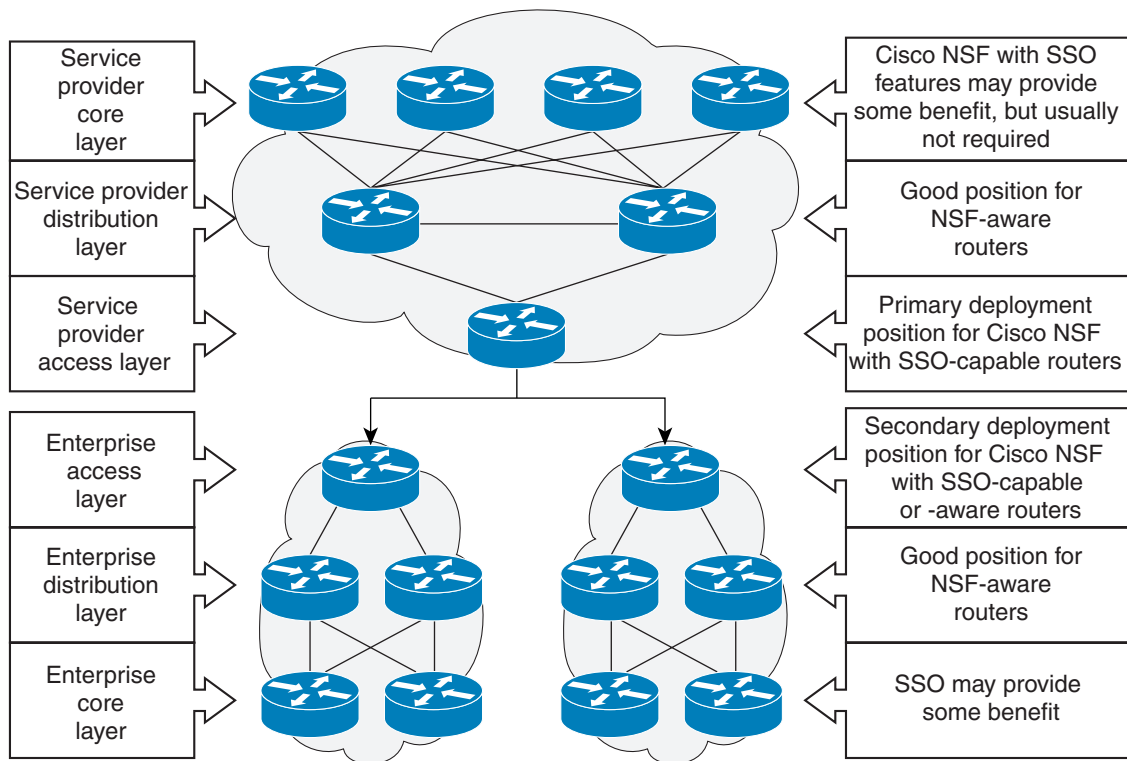 Service
provider
core
layer
Cisco NSF with SSO
features may provide
some benefit, but usually
not required
Service provider
distribution
layer
Good position for
NSF-aware
routers
Service
provider
access layer
Primary deployment
position for Cisco NSF
with SSO-capable routers
Enterprise
access
layer
Secondary deployment
position for Cisco NSF
with SSO-capable
or -aware routers
Enterprise
distribution
layer
Good position for
NSF-aware
routers
Enterprise
core
layer
SSO may provide
some benefit